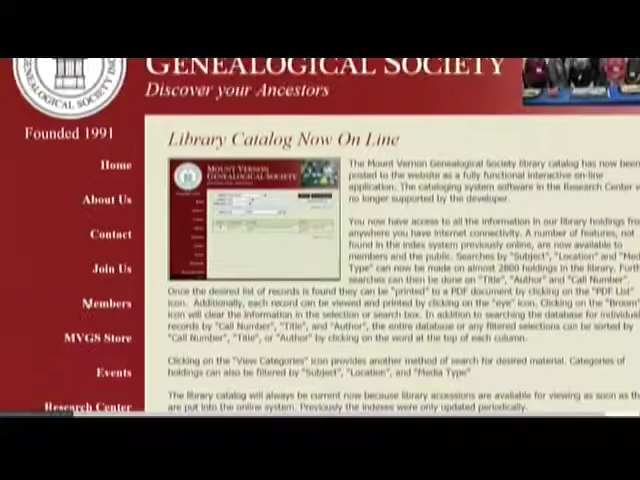 GENEALOGICAL SOCIETY
Discover your Ancestors
GENEALOGICAL SOCIETY INC
Founded 1991
Library Catalog Now On Line
Home
About Us
Contact
Join Us
Members
MVGS Store
Events
Research Center
MOUNT VERNON
GENEALOGICAL SOCIETY
The Mount Vernon Genealogical Society library catalog has now been
posted to the website as a fully functional interactive on-line
application. The cataloging system software in the Research Center
no longer supported by the developer.
You now have access to all the information in our library holdings
anywhere you have internet connectivity. A number of features, not
found in the index system previously online, are now available to
members and the public. Searches by "Subject", "Location" and
Type" can now be made on almost 2800 holdings in the library.
searches can then be done on "Title", "Author" and "Call Number".
Once the desired list of records is found they can be "printed" to a PDF document by clicking on the "PDF List"
icon. Additionally, each record can be viewed and printed by clicking on the "eye" icon. Clicking on the "Broom"
icon will clear the information in the selection or search box. In addition to searching the database for individual
records by "Call Number", "Title", and "Author", the entire database or any filtered selections can be sorted by
"Call Number", "Title", or "Author" by clicking on the word at the top of each column.
Clicking on the "View Categories" icon provides another method of search for desired material. Categories of
holdings can also be filtered by "Subject", "Location", and "Media Type"
The library catalog will always be current now because library accessions are available for viewing as soon as
are put into the online system. Previously the indexes were only updated periodically.